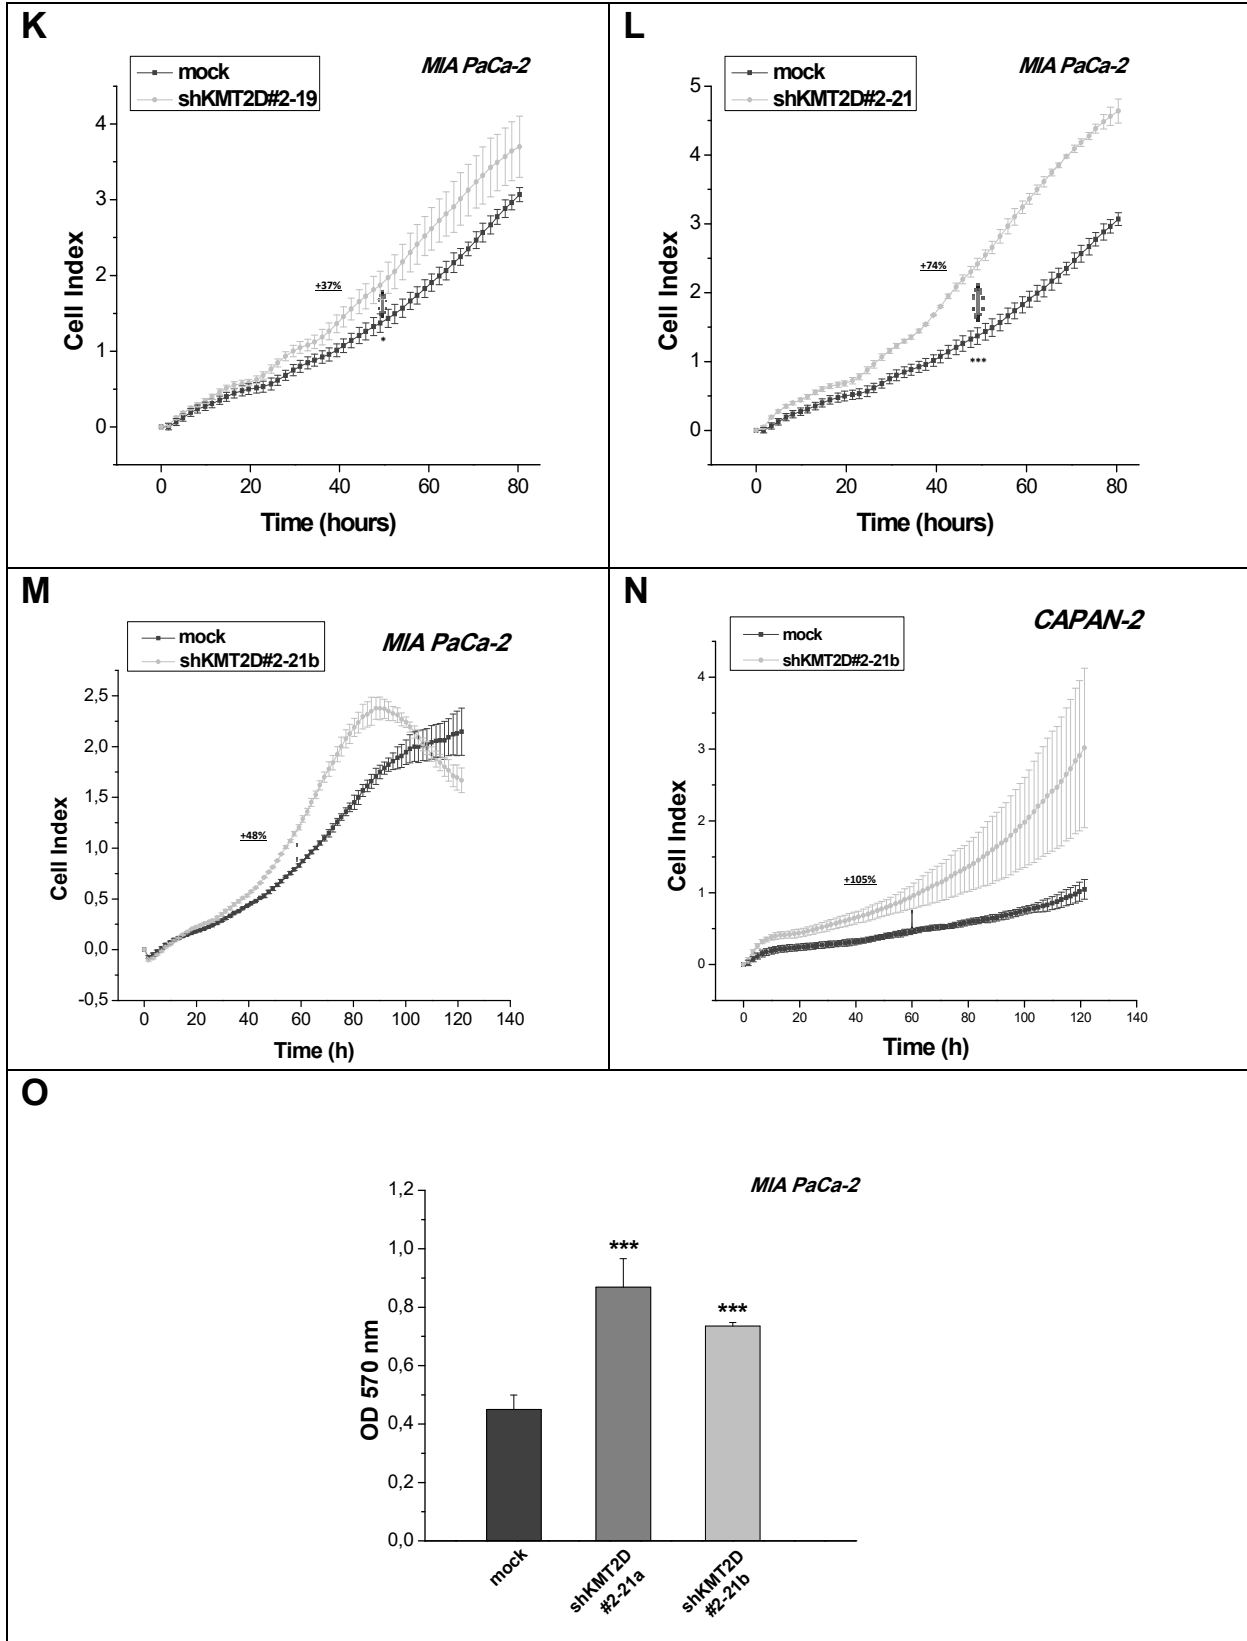 K
mock
shKMT2D#2-19
MIA PaCa-2
4
3
2
1
0
Cell Index
+37%
*
0 20 40 60 80
Time (hours)
L
mock
shKMT2D#2-21
MIA PaCa-2
5
4
3
2
1
0
Cell Index
+74%
***
0 20 40 60 80
Time (hours)
M
mock
shKMT2D#2-21b
MIA PaCa-2
2,5
2,0
1,5
1,0
0,5
0,0
-0,5
Cell Index
+48%
0 20 40 60 80 100 120 140
Time (h)
N
mock
shKMT2D#2-21b
CAPAN-2
4
3
2
1
0
Cell Index
+105%
0 20 40 60 80 100 120 140
Time (h)
O
MIA PaCa-2
1,2
1,0
0,8
0,6
0,4
0,2
0,0
OD 570 nm
***
***
mock
shKMT2D
#2-21a
shKMT2D
#2-21b